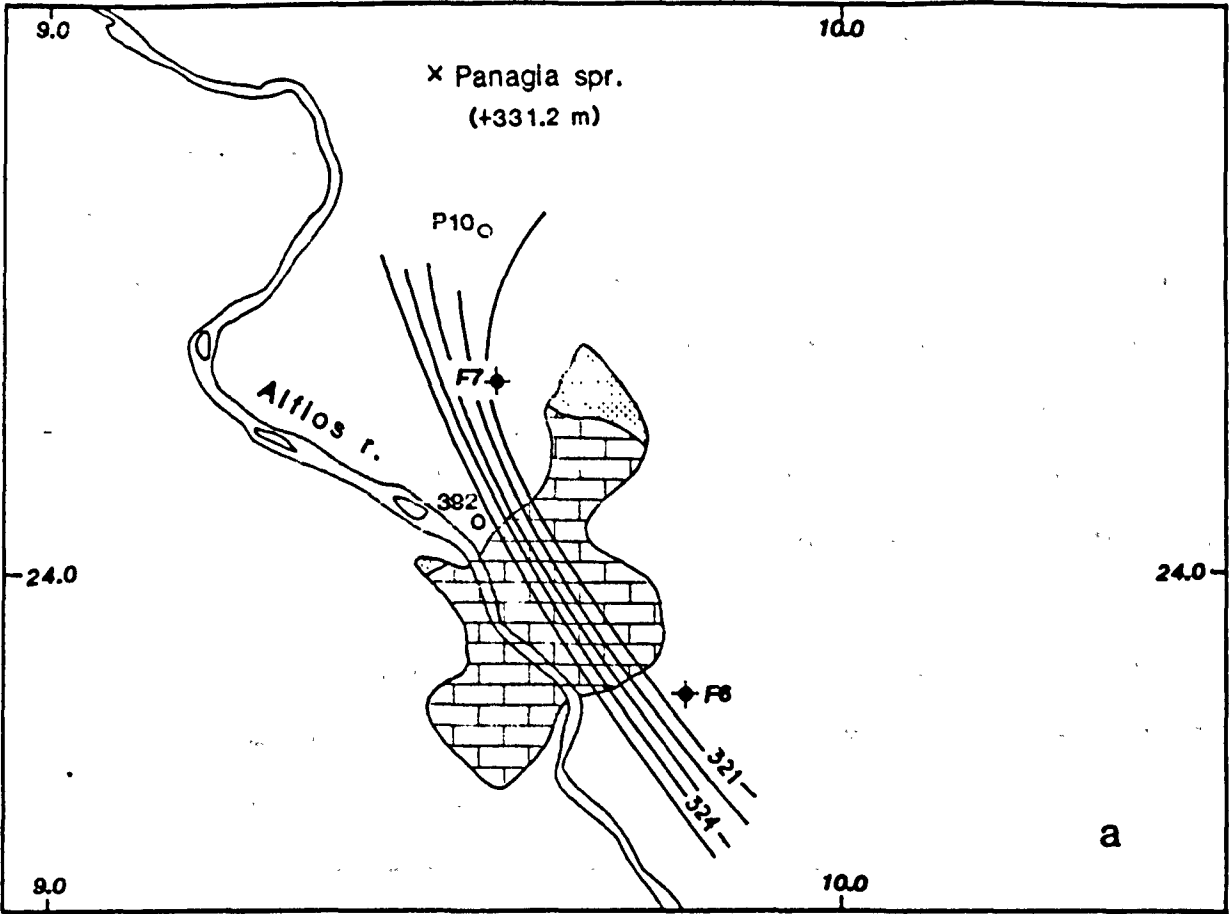 9.0
10.0
× Panagia spr.
(+331.2 m)
P10
F7
Alfios r.
392
24.0
24.0
F6
321
324
a
9.0
10.0